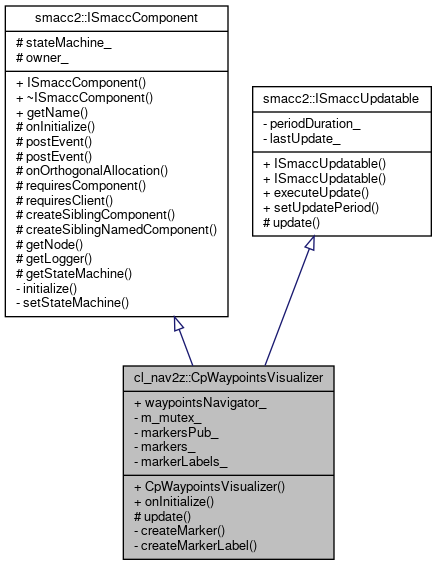 smacc2::ISmaccComponent
# stateMachine_
# owner_
+ ISmaccComponent()
+ ~ISmaccComponent()
+ getName()
# onInitialize()
# postEvent()
# postEvent()
# onOrthogonalAllocation()
# requiresComponent()
# requiresClient()
# createSiblingComponent()
# createSiblingNamedComponent()
# getNode()
# getLogger()
# getStateMachine()
- initialize()
- setStateMachine()
smacc2::ISmaccUpdatable
- periodDuration_
- lastUpdate_
+ ISmaccUpdatable()
+ ISmaccUpdatable()
+ executeUpdate()
+ setUpdatePeriod()
# update()
cl_nav2z::CpWaypointsVisualizer
+ waypointsNavigator_
- m_mutex_
- markersPub_
- markers_
- markerLabels_
+ CpWaypointsVisualizer()
+ onInitialize()
# update()
- createMarker()
- createMarkerLabel()